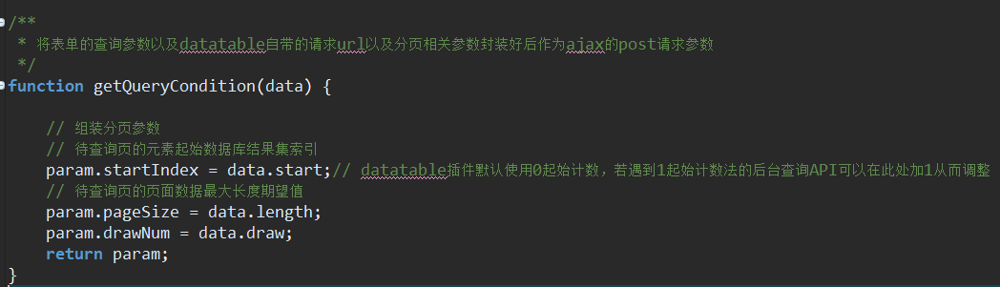 /**
 * 将表单的查询参数以及datatable自带的请求url以及分页相关参数封装好后作为ajax的post请求参数
 */
function getQueryCondition(data) {
    // 组装分页参数
    // 待查询页的元素起始数据库结果集索引
    param.startIndex = data.start;// datatable插件默认使用0起始计数，若遇到1起始计数法的后台查询API可以在此处加1从而调整
    // 待查询页的页面数据最大长度期望值
    param.pageSize = data.length;
    param.drawNum = data.draw;
    return param;
}